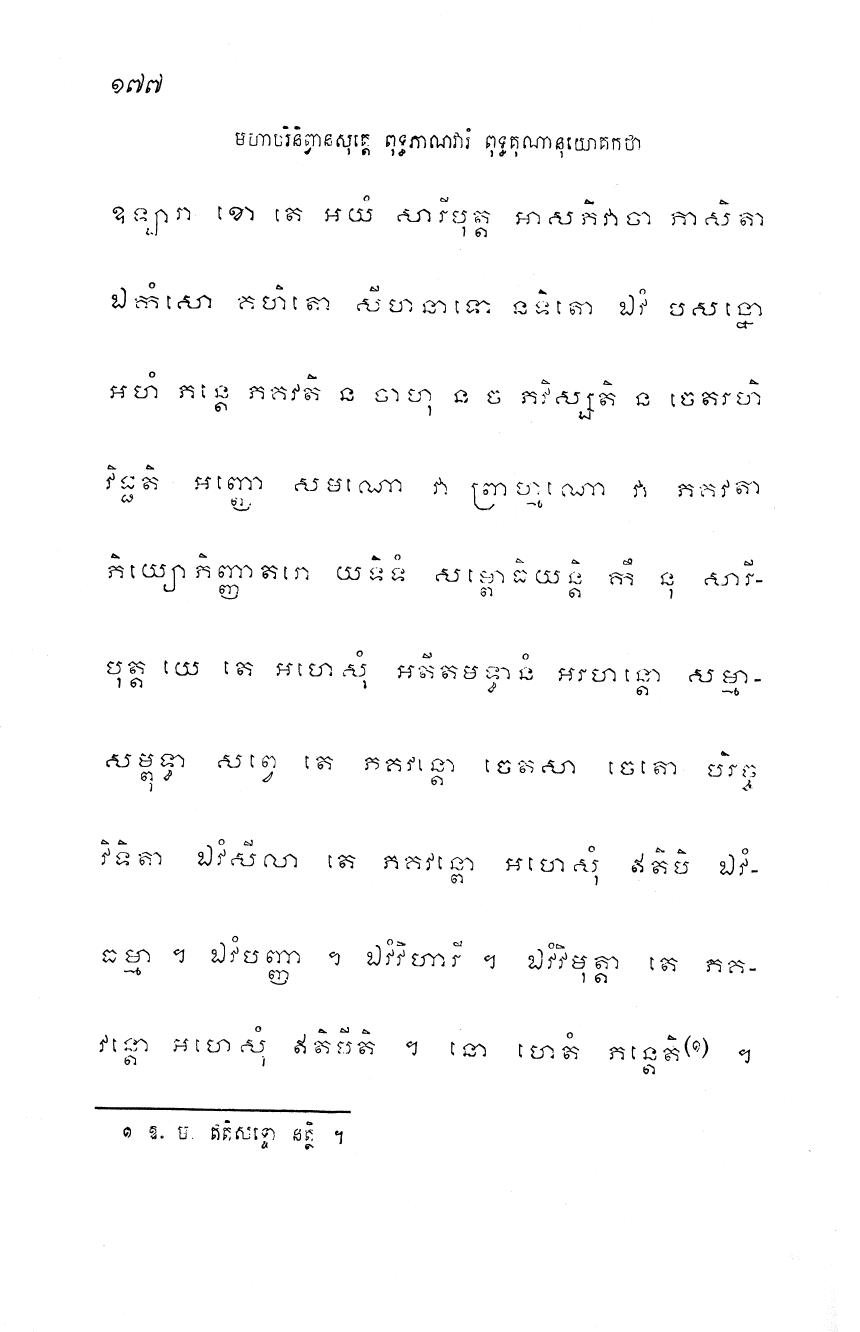 ១៧៧
មហាបរិនិព្វានសុត្តេ ពុទ្ធភាណវារំ ពុទ្ធគុណានុយោគកថា
ឧឡារា ខោ តេ អយំ សារីបុត្ត អាសភិវាចា ភាសិតា
ឯកំសោ គហិតោ សីហនាទោ នទិតោ ឯវំ បសន្នោ
អហំ ភន្តេ ភគវតិ ន ចាហុ ន ច ភវិស្សតិ ន ចេតរហិ
វិជ្ជតិ អញ្ញោ សមណោ វា ព្រាហ្មណោ វា ភគវតា
ភិយ្យោភិញ្ញាតរោ យទិទំ សម្ពោធិយន្តិ កឹ នុ សារី-
បុត្ត យេ តេ អហេសុំ អតីតមទ្ធានំ អរហន្តោ សម្មា-
សម្ពុទ្ធា សព្វេ តេ ភគវន្តោ ចេតសា ចេតោ បរិច្ច
វិទិតា ឯវំសីលា តេ ភគវន្តោ អហេសុំ ឥតិបិ ឯវំ-
ធម្មា ។ ឯវំបញ្ញា ។ ឯវំវិហារី ។ ឯវំវិមុត្តា តេ ភគ-
វន្តោ អហេសុំ ឥតិបីតិ ។ នោ ហេតំ ភន្តេតិ(១) ។
១ ឱ. ប. ឥតិសទ្ទោ នត្ថិ ។